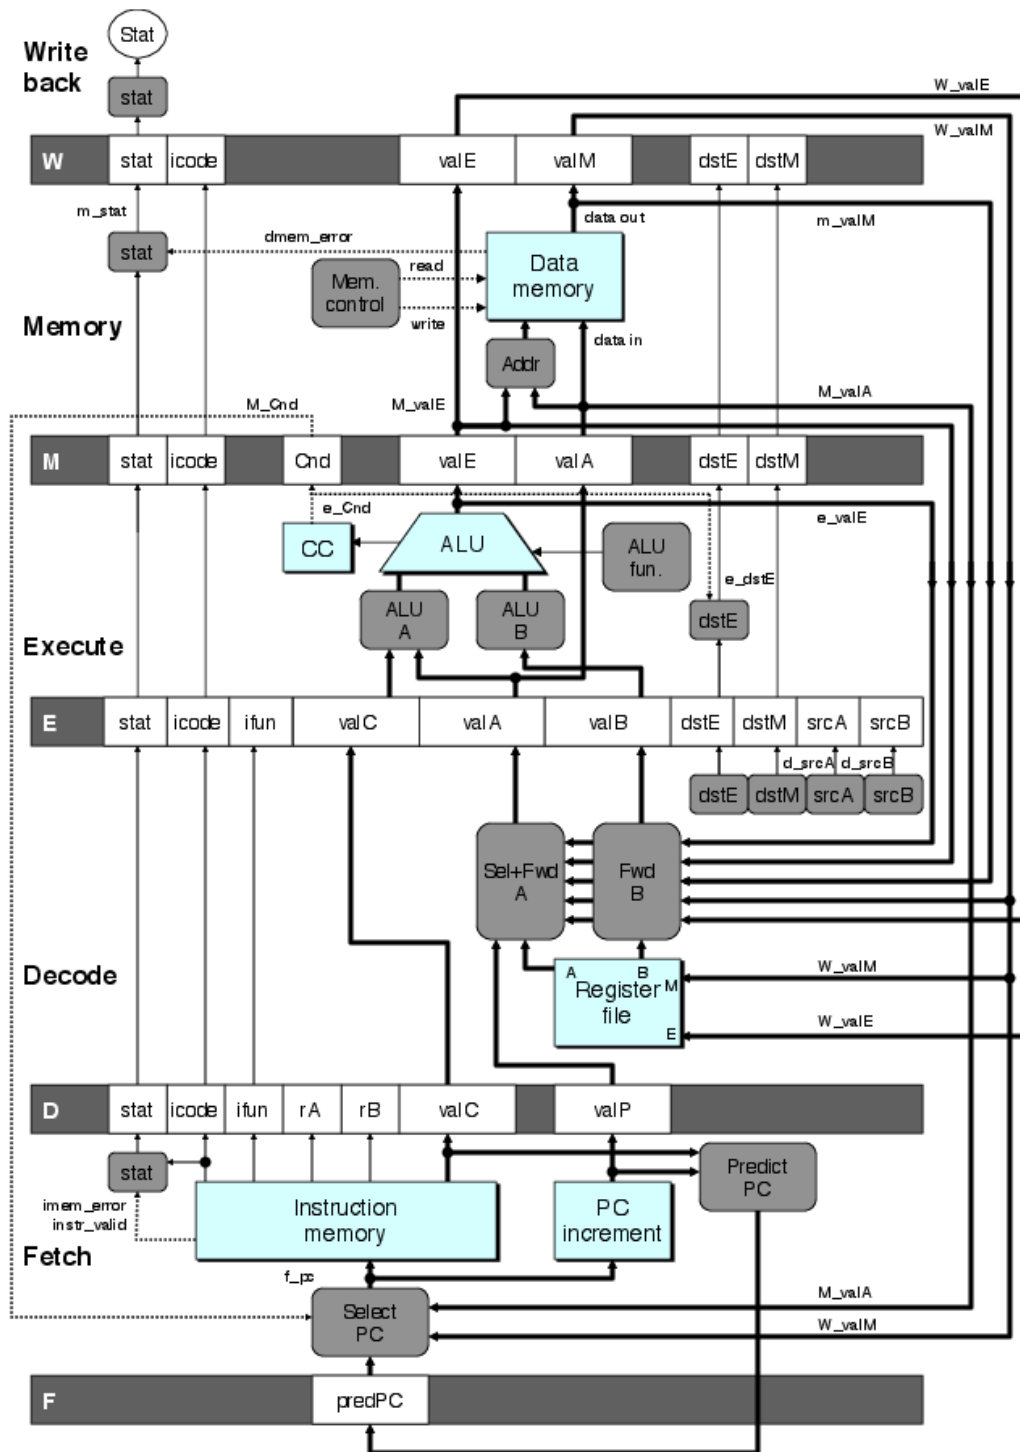 Stat
Write
back
W_valE
stat
W_valM
W
stat
icode
valE
valM
dstE
dstM
m_stat
data out
m_valM
dmem_error
stat
read
Data
memory
Mem.
control
write
Memory
data in
Addr
M_Cnd
M_valE
M_valA
M
stat
icode
Cnd
valE
valA
dstE
dstM
e_Cnd
e_valE
CC
ALU
ALU
fun.
e_dstE
ALU
A
ALU
B
dstE
Execute
E
stat
icode
ifun
valC
valA
valB
dstE
dstM
srcA
srcB
d_srcA
d_srcB
dstE
dstM
srcA
srcB
Sel+Fwd
A
Fwd
B
Decode
A
B
W_valM
Register
file
M
E
W_valE
D
stat
icode
ifun
rA
rB
valC
valP
stat
Predict
PC
imem_error
instr_valid
Instruction
memory
PC
increment
Fetch
f_pc
M_valA
Select
PC
W_valM
F
predPC